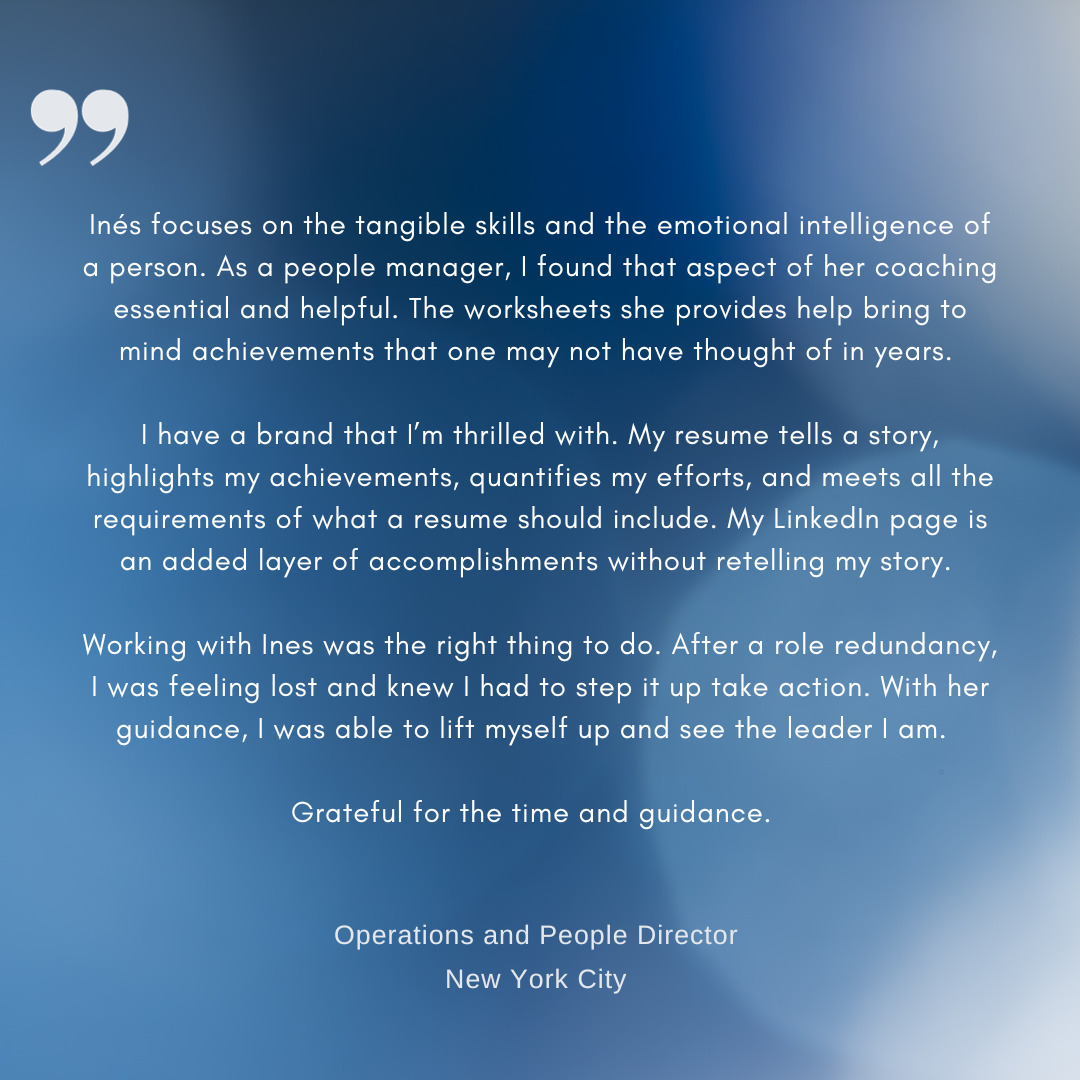 ”
Inés focuses on the tangible skills and the emotional intelligence of
a person. As a people manager, I found that aspect of her coaching
essential and helpful. The worksheets she provides help bring to
mind achievements that one may not have thought of in years.
I have a brand that I’m thrilled with. My resume tells a story,
highlights my achievements, quantifies my efforts, and meets all the
requirements of what a resume should include. My LinkedIn page is
an added layer of accomplishments without retelling my story.
Working with Ines was the right thing to do. After a role redundancy,
I was feeling lost and knew I had to step it up take action. With her
guidance, I was able to lift myself up and see the leader I am.
Grateful for the time and guidance.
Operations and People Director
New York City